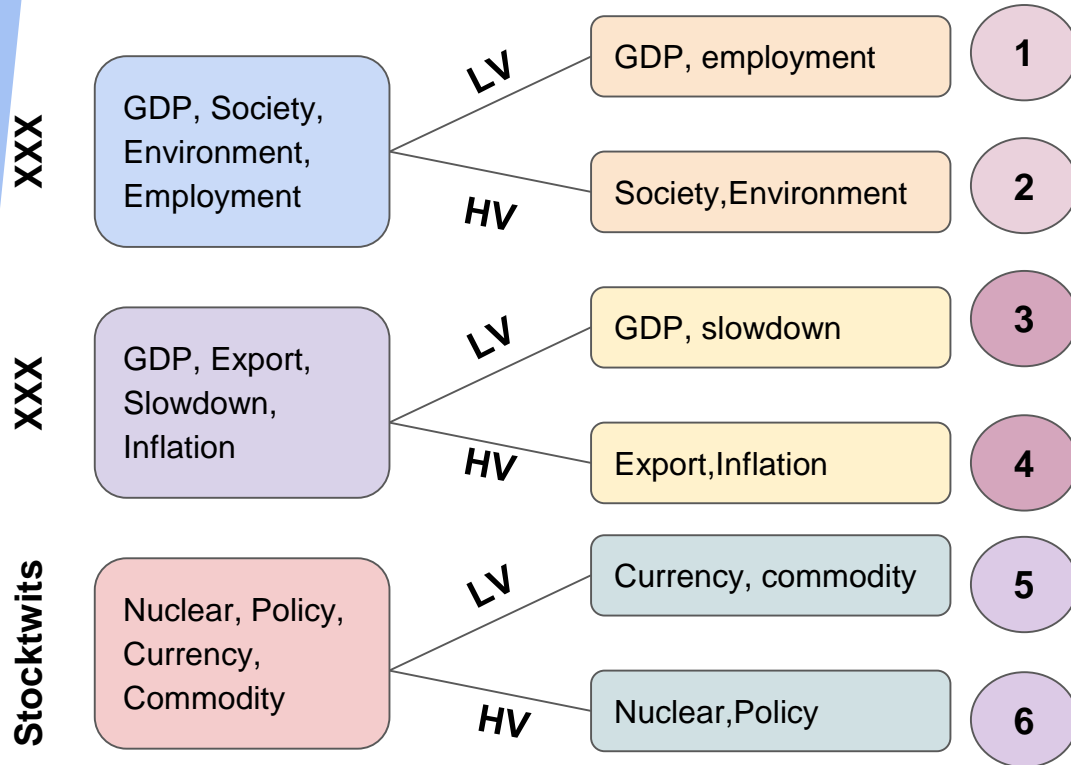 XXX
GDP, Society,
Environment,
Employment
LV
GDP, employment
1
HV
Society,Environment
2
XXX
GDP, Export,
Slowdown,
Inflation
LV
GDP, slowdown
3
HV
Export,Inflation
4
Stocktwits
Nuclear, Policy,
Currency,
Commodity
LV
Currency, commodity
5
HV
Nuclear,Policy
6